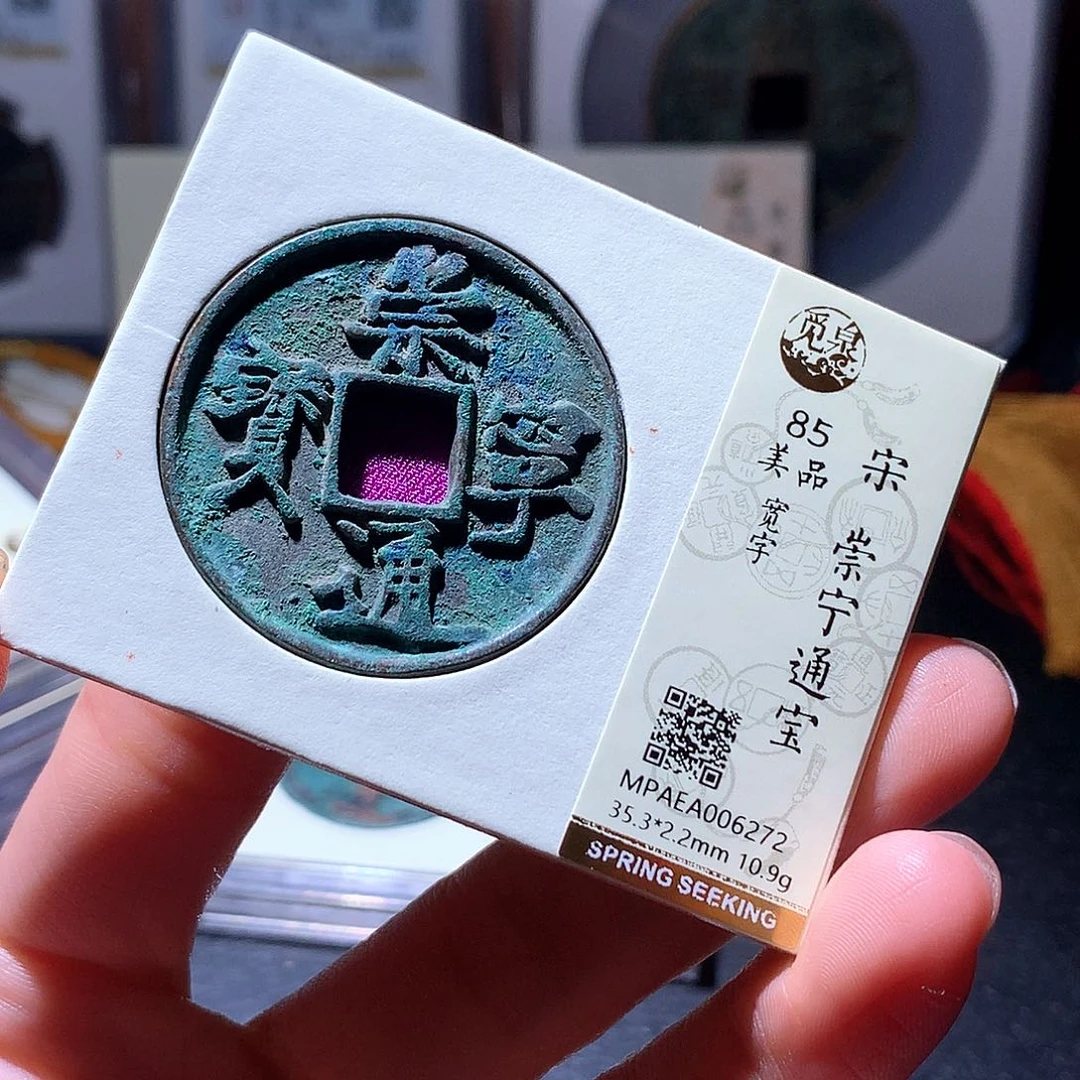 崇寧通寶
覓泉
85
美品
宽字
宋
崇宁通宝
MPAEA006272
35.3*2.2mm 10.9g
SPRING SEEKING